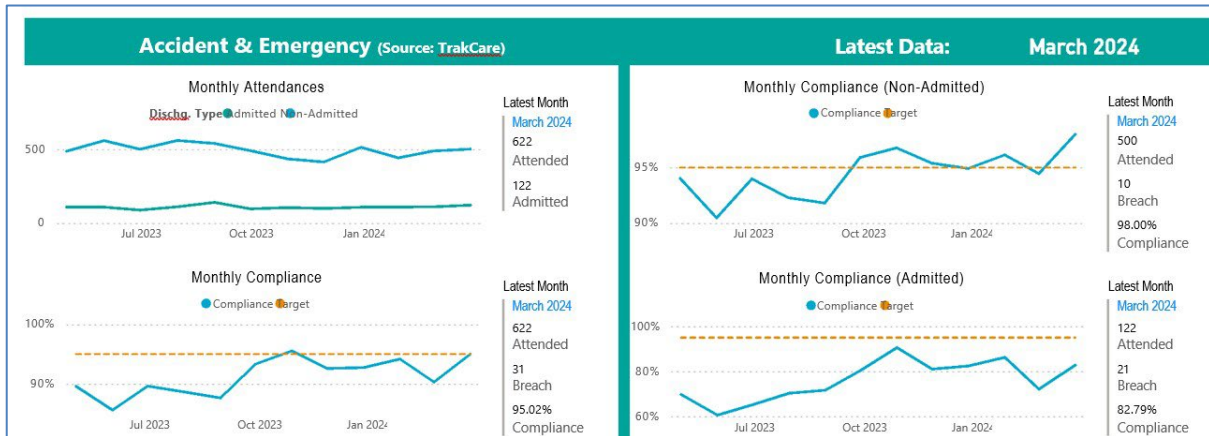 Accident & Emergency (Source: TrakCare)
Latest Data: March 2024
Monthly Attendances
Dischg. Type Admitted Non-Admitted
500
0
Jul 2023 Oct 2023 Jan 2024
Latest Month
March 2024
622
Attended
122
Admitted
Monthly Compliance (Non-Admitted)
Compliance Target
95%
90%
Jul 2023 Oct 2023 Jan 2024
Latest Month
March 2024
500
Attended
10
Breach
98.00%
Compliance
Monthly Compliance
Compliance Target
100%
90%
Jul 2023 Oct 2023 Jan 2024
Latest Month
March 2024
622
Attended
31
Breach
95.02%
Compliance
Monthly Compliance (Admitted)
Compliance Target
100%
80%
60%
Jul 2023 Oct 2023 Jan 2024
Latest Month
March 2024
122
Attended
21
Breach
82.79%
Compliance